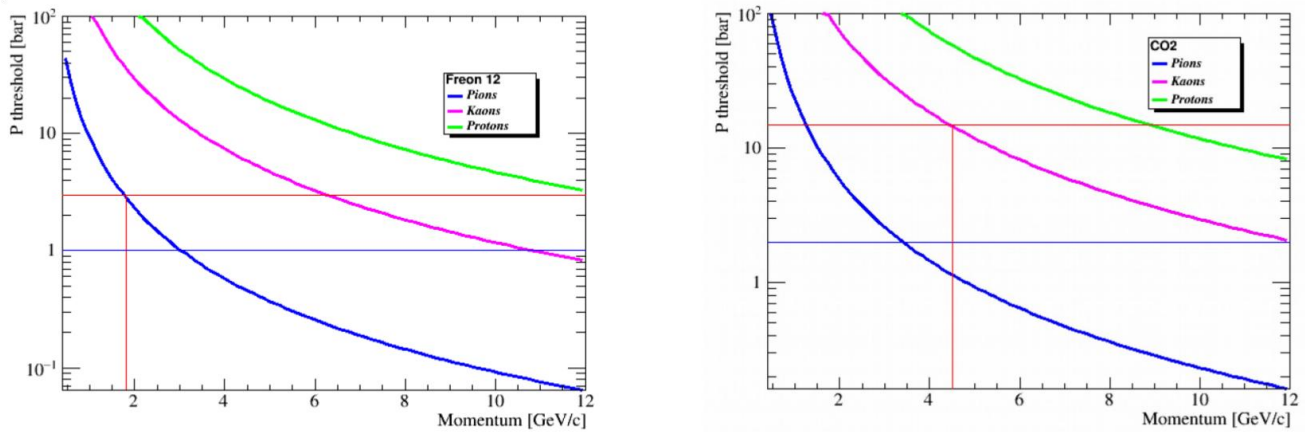 P threshold [bar]
10²
10
1
10⁻¹
Freon 12
Pions
Kaons
Protons
2 4 6 8 10 12
Momentum [GeV/c]
P threshold [bar]
10²
10
1
CO2
Pions
Kaons
Protons
2 4 6 8 10 12
Momentum [GeV/c]